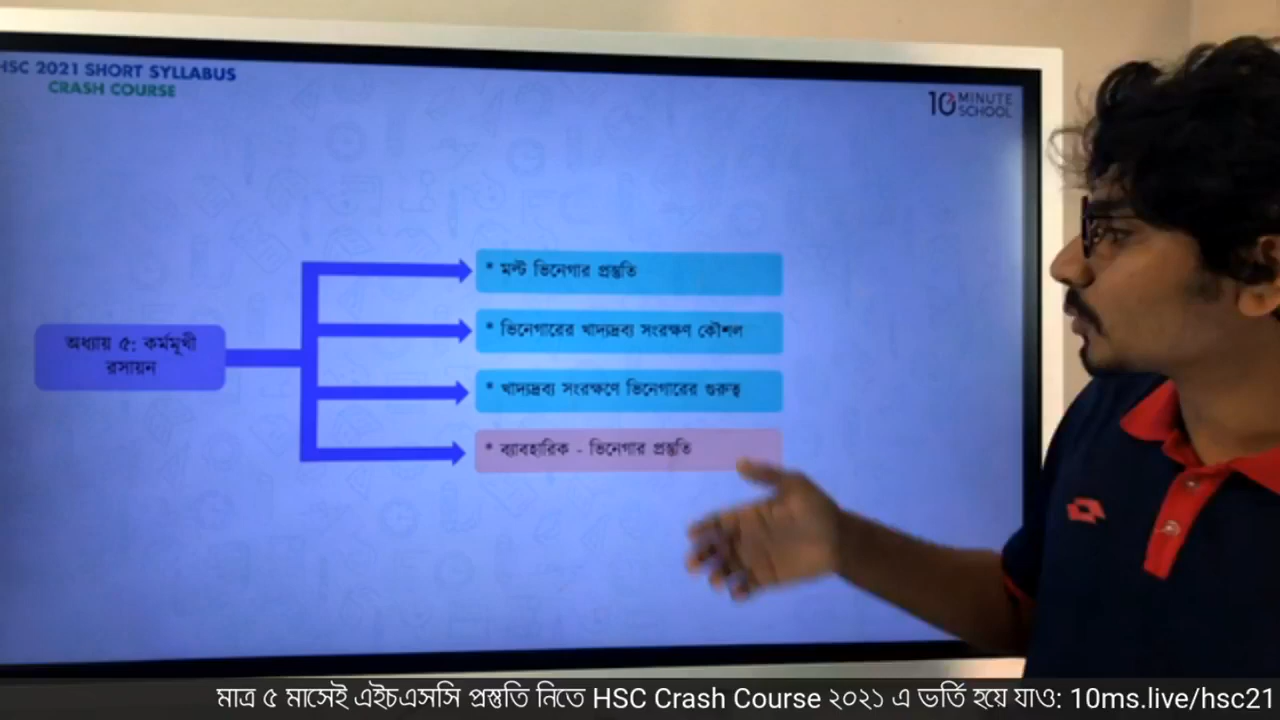 HSC 2021 SHORT SYLLABUS
CRASH COURSE
10 MINUTE
SCHOOL
* মল্ট ভিনেগার প্রস্তুতি
* ভিনেগারের খাদ্যদ্রব্য সংরক্ষণ কৌশল
অধ্যায় ৫: কর্মমূখী
রসায়ন
* খাদ্যদ্রব্য সংরক্ষণে ভিনেগারের গুরুত্ব
* ব্যাবহারিক - ভিনেগার প্রস্তুতি
মাত্র ৫ মাসেই এইচএসসি প্রস্তুতি নিতে HSC Crash Course ২০২১ এ ভর্তি হয়ে যাও: 10ms.live/hsc21